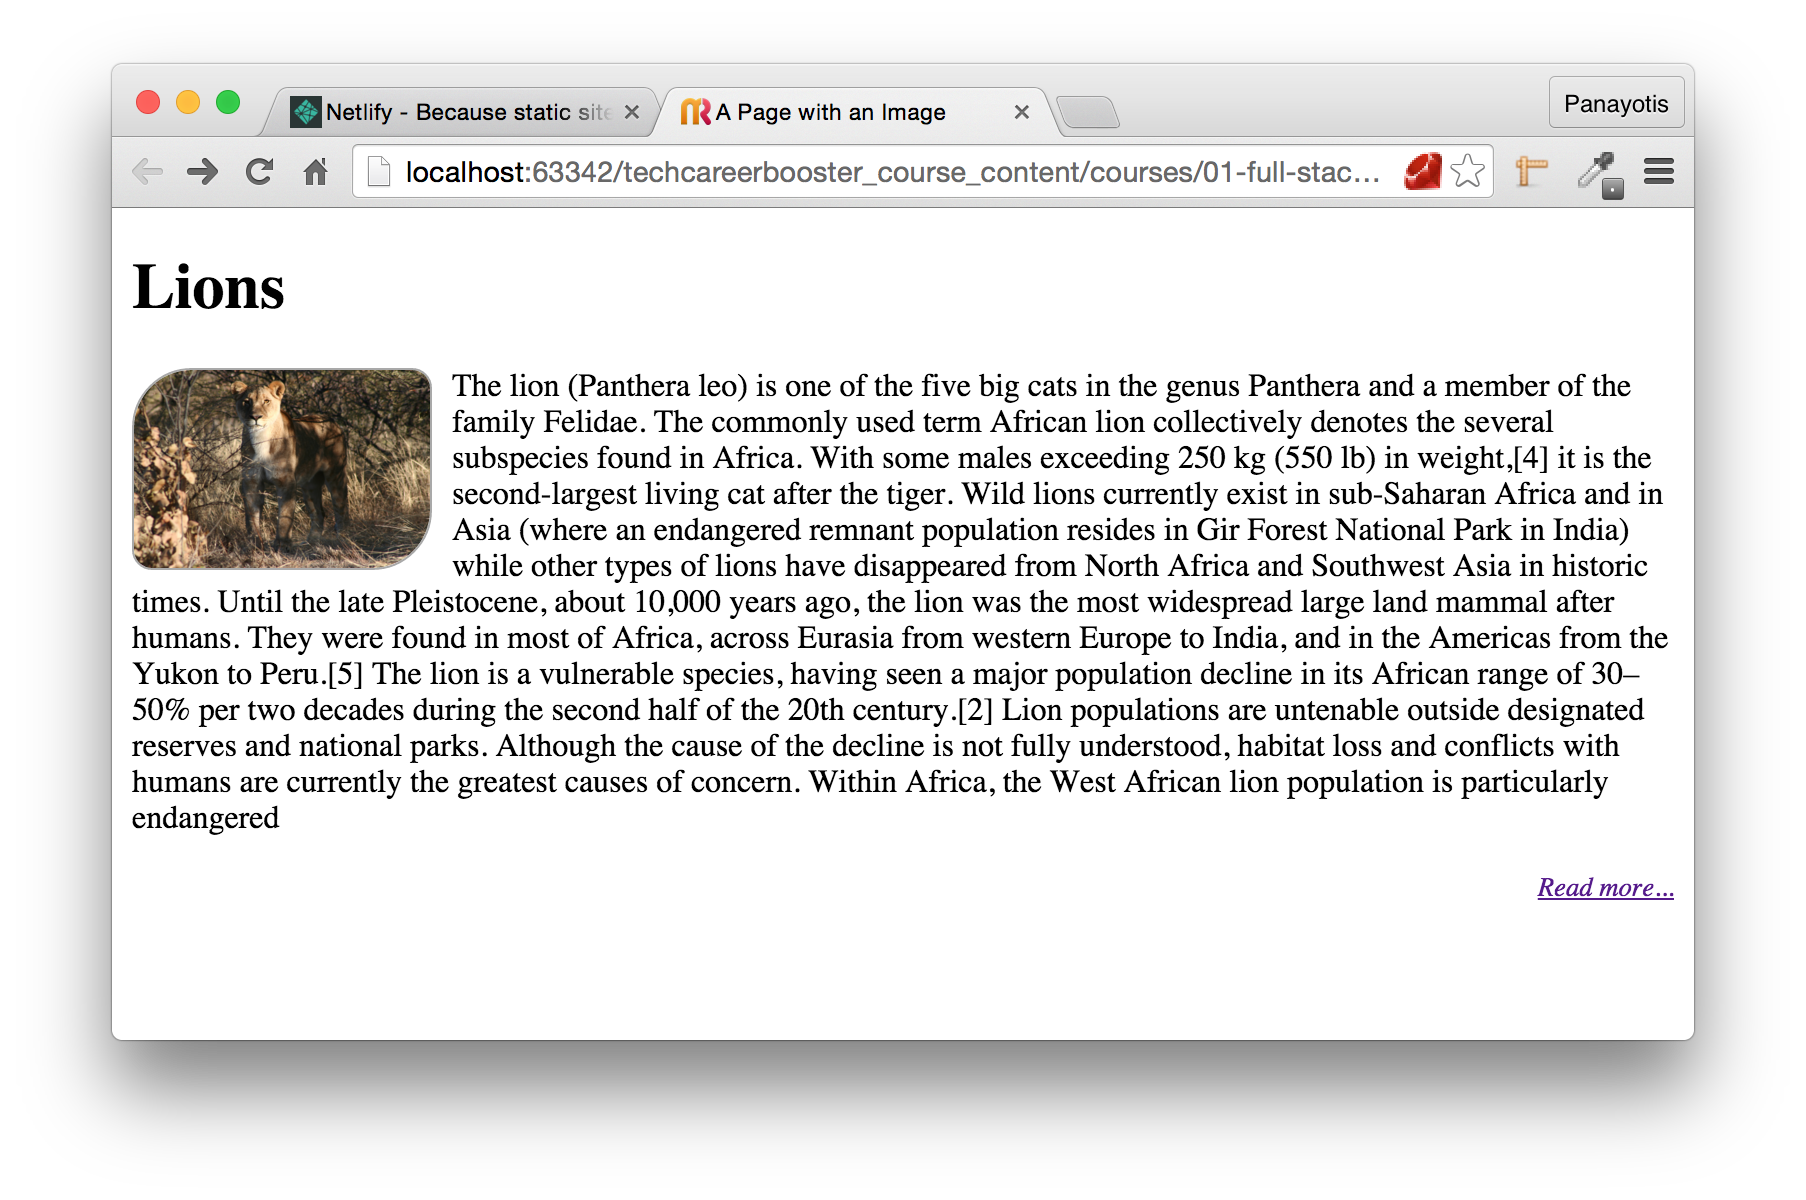 Netlify - Because static site
A Page with an Image
Panayotis
localhost:63342/techcareerbooster_course_content/courses/01-full-stac...
Lions
The lion (Panthera leo) is one of the five big cats in the genus Panthera and a member of the
family Felidae. The commonly used term African lion collectively denotes the several
subspecies found in Africa. With some males exceeding 250 kg (550 lb) in weight,[4] it is the
second-largest living cat after the tiger. Wild lions currently exist in sub-Saharan Africa and in
Asia (where an endangered remnant population resides in Gir Forest National Park in India)
while other types of lions have disappeared from North Africa and Southwest Asia in historic
times. Until the late Pleistocene, about 10,000 years ago, the lion was the most widespread large land mammal after
humans. They were found in most of Africa, across Eurasia from western Europe to India, and in the Americas from the
Yukon to Peru.[5] The lion is a vulnerable species, having seen a major population decline in its African range of 30–
50% per two decades during the second half of the 20th century.[2] Lion populations are untenable outside designated
reserves and national parks. Although the cause of the decline is not fully understood, habitat loss and conflicts with
humans are currently the greatest causes of concern. Within Africa, the West African lion population is particularly
endangered
Read more...